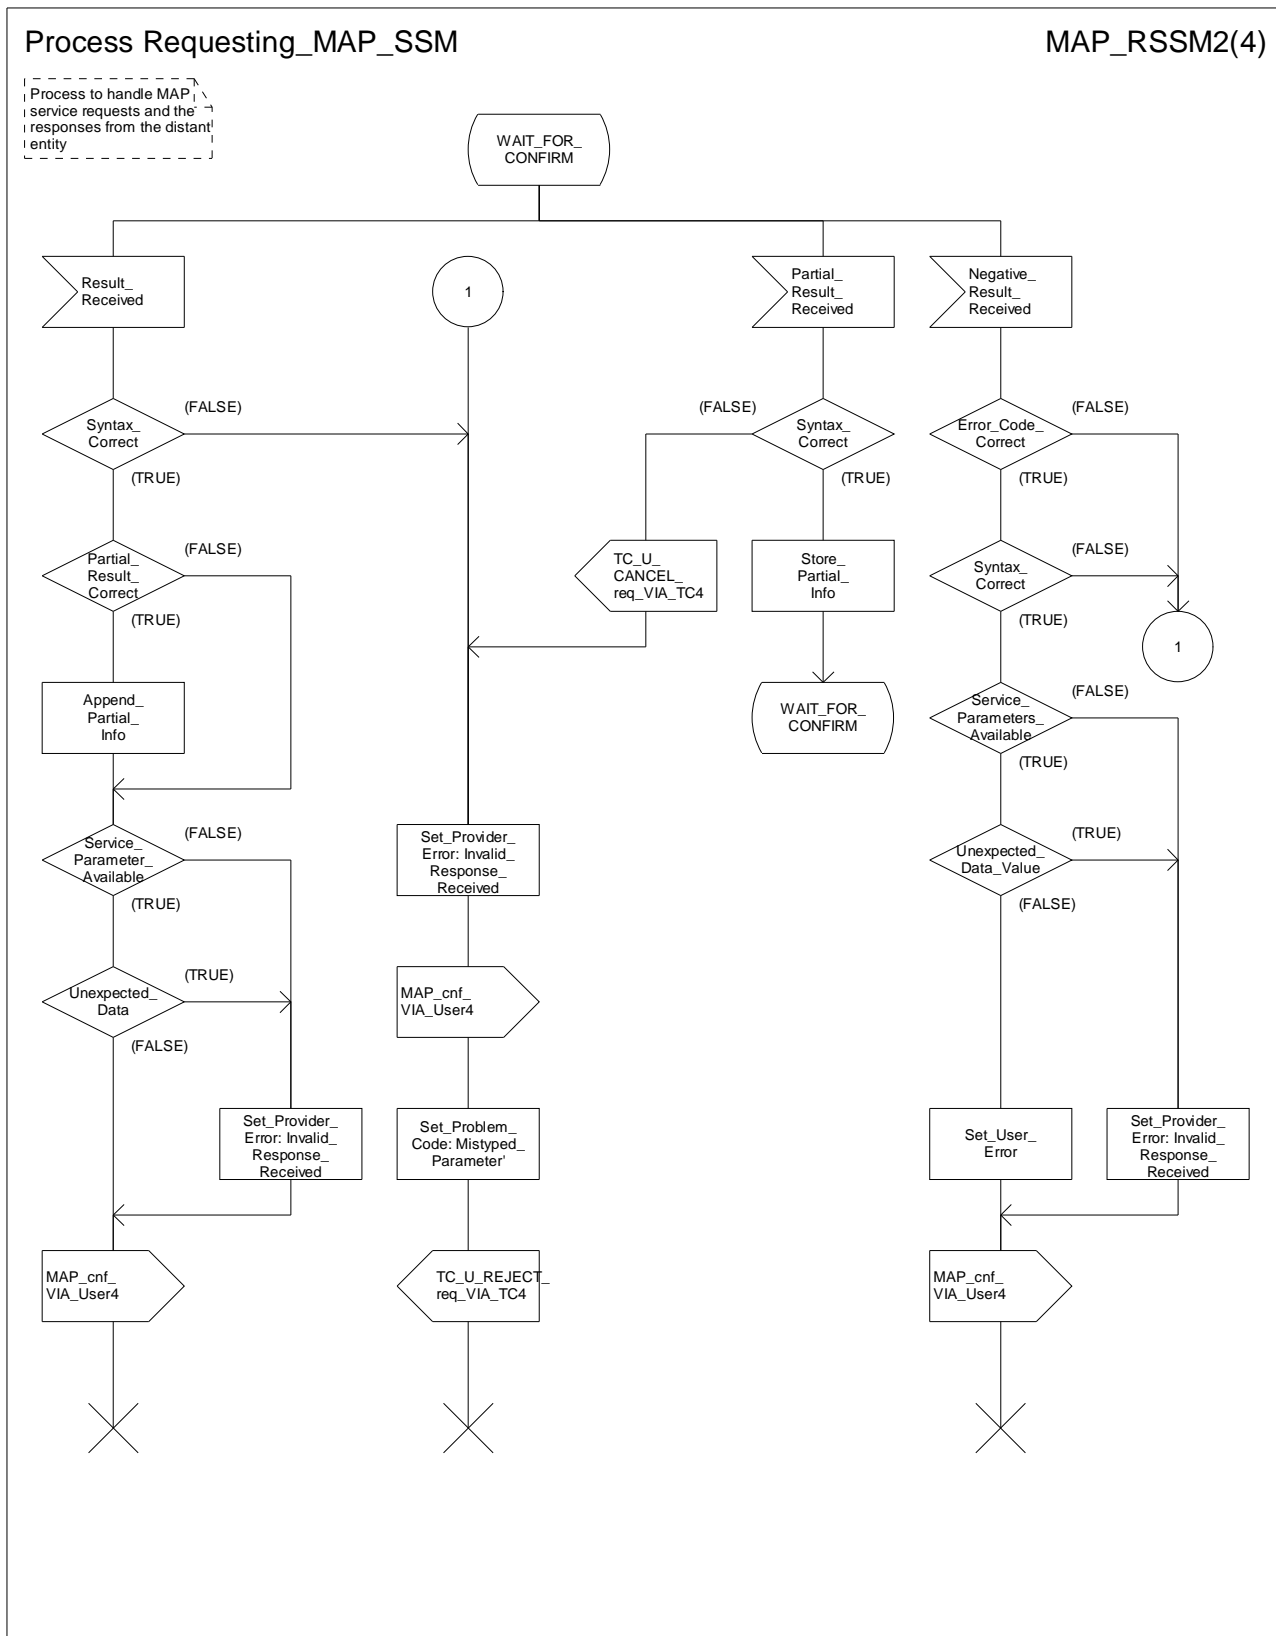 Process Requesting_MAP_SSM
MAP_RSSM2(4)
Process to handle MAP
service requests and the
responses from the distant
entity
WAIT_FOR_
CONFIRM
Result_
Received
1
Partial_
Result_
Received
Negative_
Result_
Received
Syntax_
Correct
(FALSE)
(TRUE)
(FALSE)
Syntax_
Correct
(TRUE)
Error_Code_
Correct
(FALSE)
(TRUE)
Partial_
Result_
Correct
(FALSE)
(TRUE)
TC_U_
CANCEL_
req_VIA_TC4
Store_
Partial_
Info
Syntax_
Correct
(FALSE)
(TRUE)
1
Append_
Partial_
Info
WAIT_FOR_
CONFIRM
Service_
Parameters_
Available
(FALSE)
(TRUE)
Service_
Parameter_
Available
(FALSE)
(TRUE)
Set_Provider_
Error: Invalid_
Response_
Received
Unexpected_
Data_Value
(TRUE)
(FALSE)
Unexpected_
Data
(TRUE)
(FALSE)
MAP_cnf_
VIA_User4
Set_Provider_
Error: Invalid_
Response_
Received
Set_Problem_
Code: Mistyped_
Parameter'
Set_User_
Error
Set_Provider_
Error: Invalid_
Response_
Received
MAP_cnf_
VIA_User4
TC_U_REJECT_
req_VIA_TC4
MAP_cnf_
VIA_User4